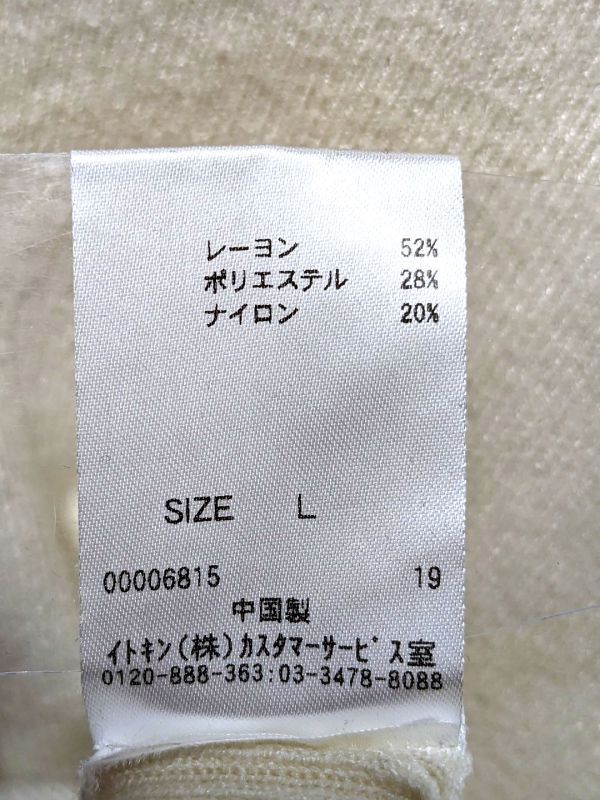 レーヨン 52%
ポリエステル 28%
ナイロン 20%
SIZE L
00006815 19
中国製
イトキン(株)カスタマーサービス室
0120-888-363:03-3478-8088